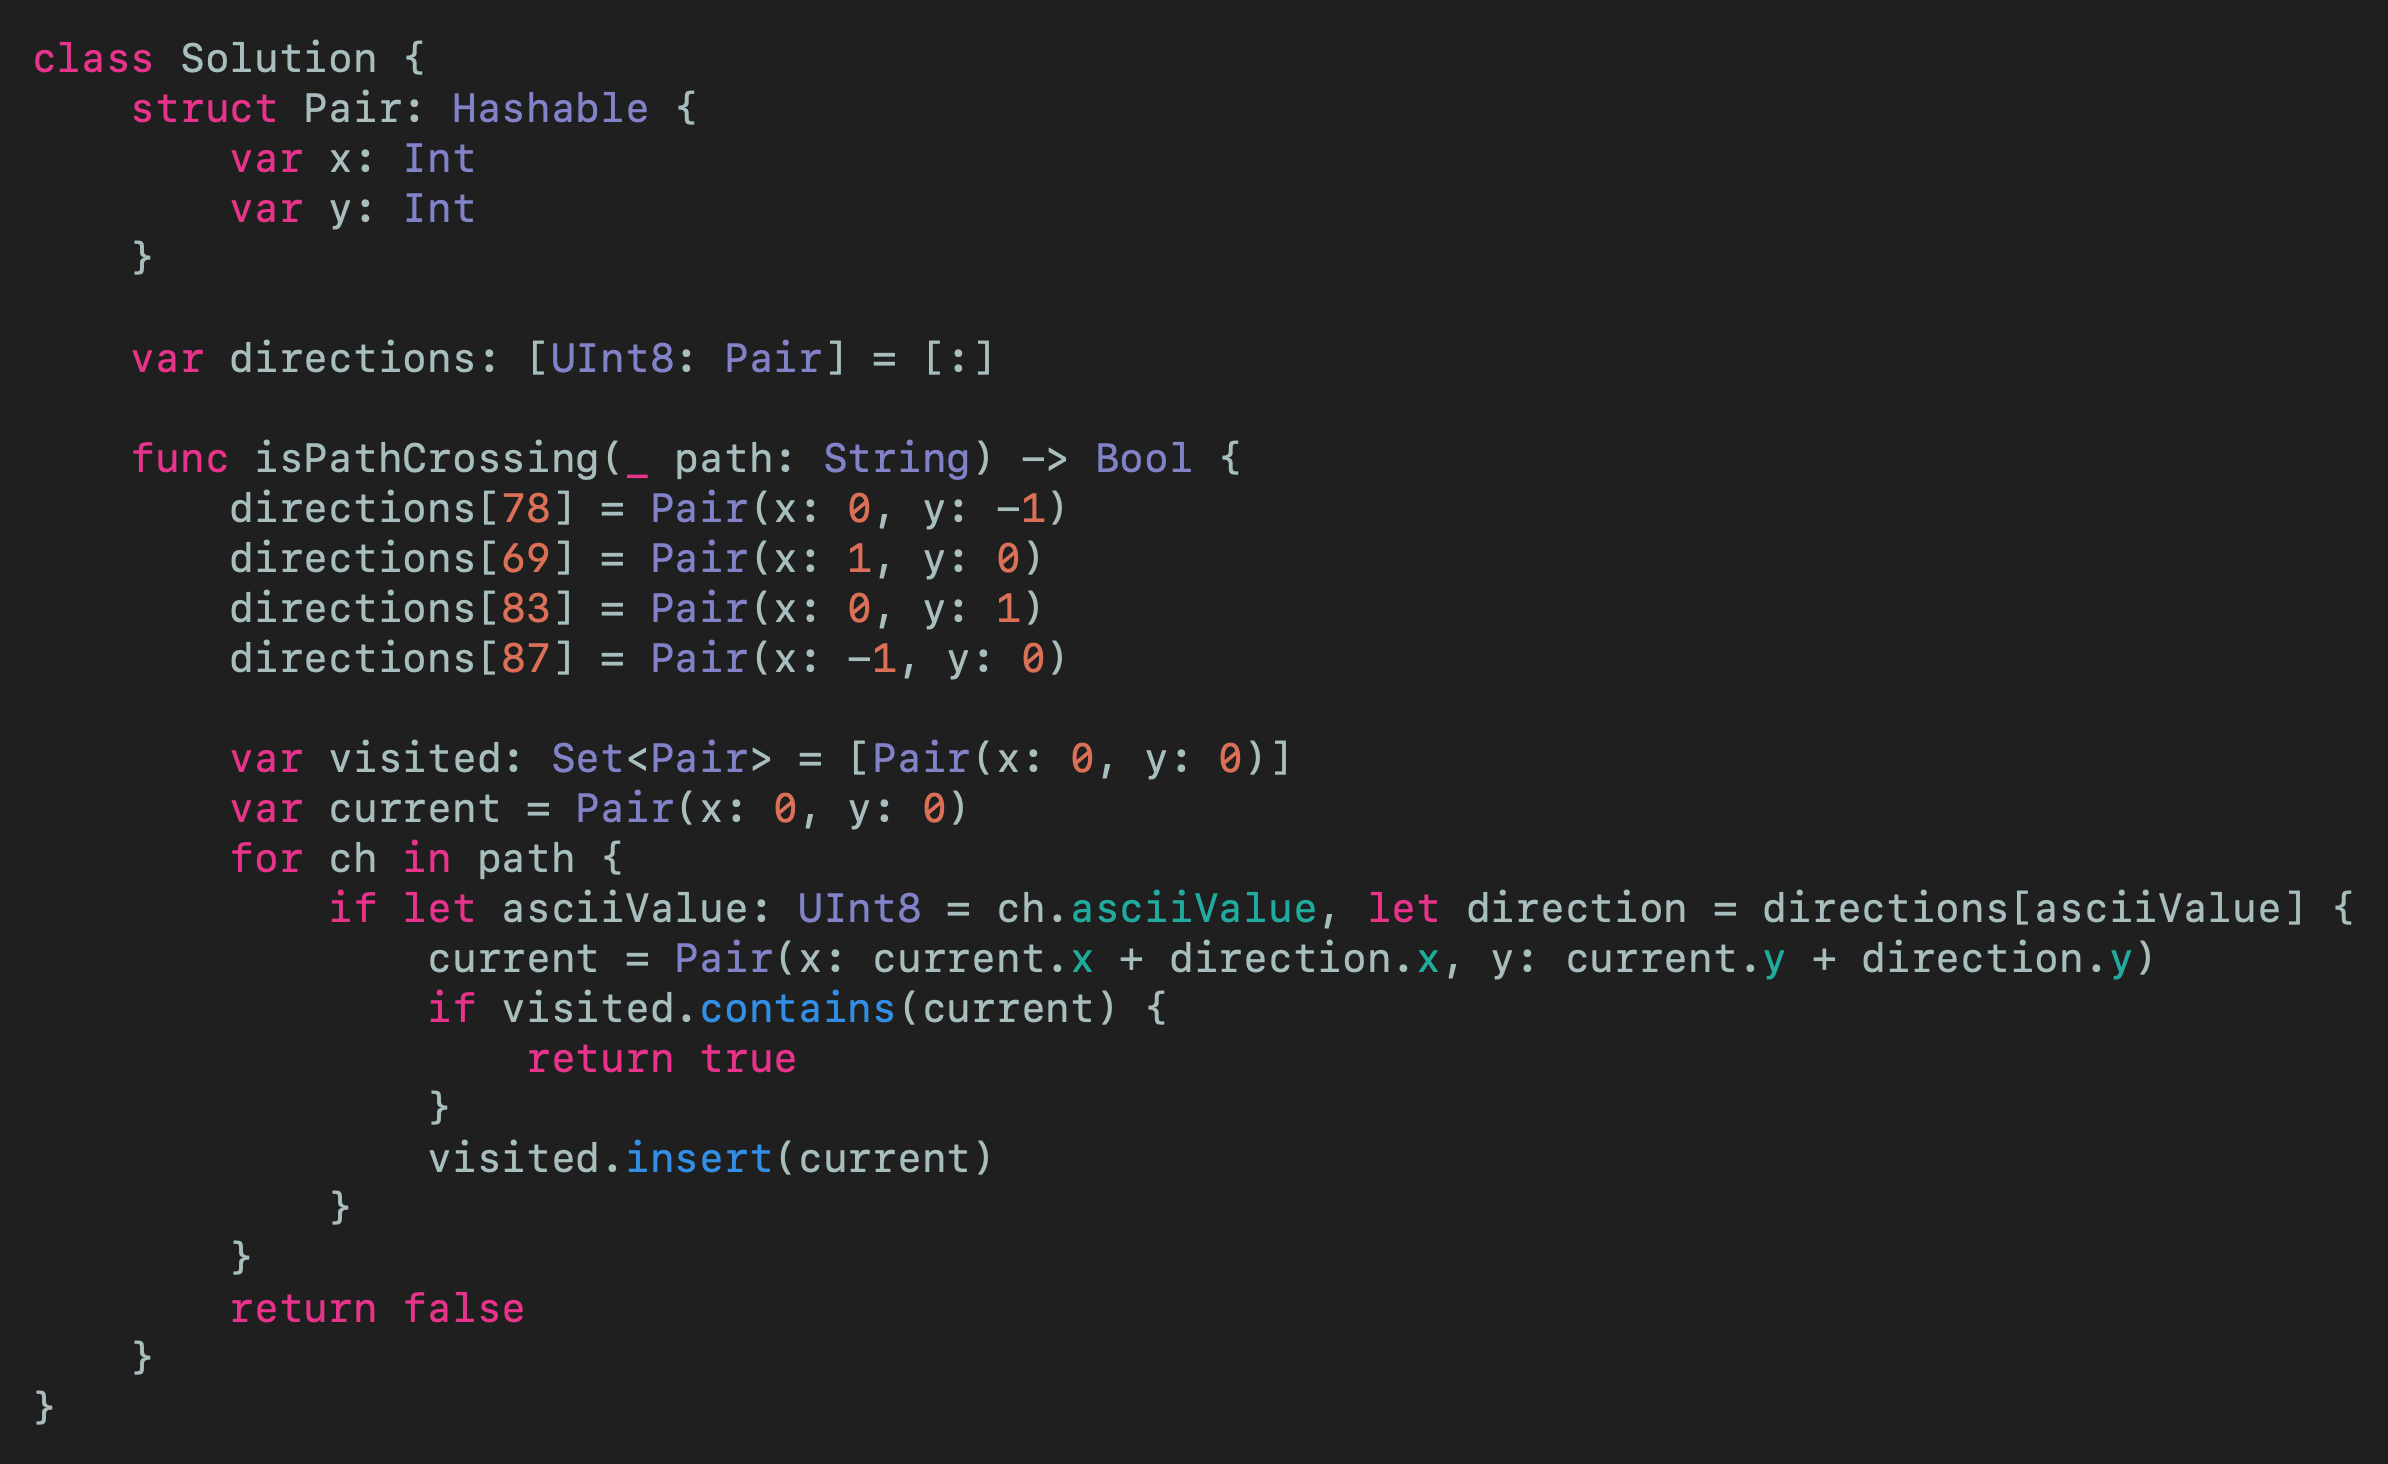 class Solution {
    struct Pair: Hashable {
        var x: Int
        var y: Int
    }

    var directions: [UInt8: Pair] = [:]

    func isPathCrossing(_ path: String) -> Bool {
        directions[78] = Pair(x: 0, y: -1)
        directions[69] = Pair(x: 1, y: 0)
        directions[83] = Pair(x: 0, y: 1)
        directions[87] = Pair(x: -1, y: 0)

        var visited: Set<Pair> = [Pair(x: 0, y: 0)]
        var current = Pair(x: 0, y: 0)
        for ch in path {
            if let asciiValue: UInt8 = ch.asciiValue, let direction = directions[asciiValue] {
                current = Pair(x: current.x + direction.x, y: current.y + direction.y)
                if visited.contains(current) {
                    return true
                }
                visited.insert(current)
            }
        }
        return false
    }
}